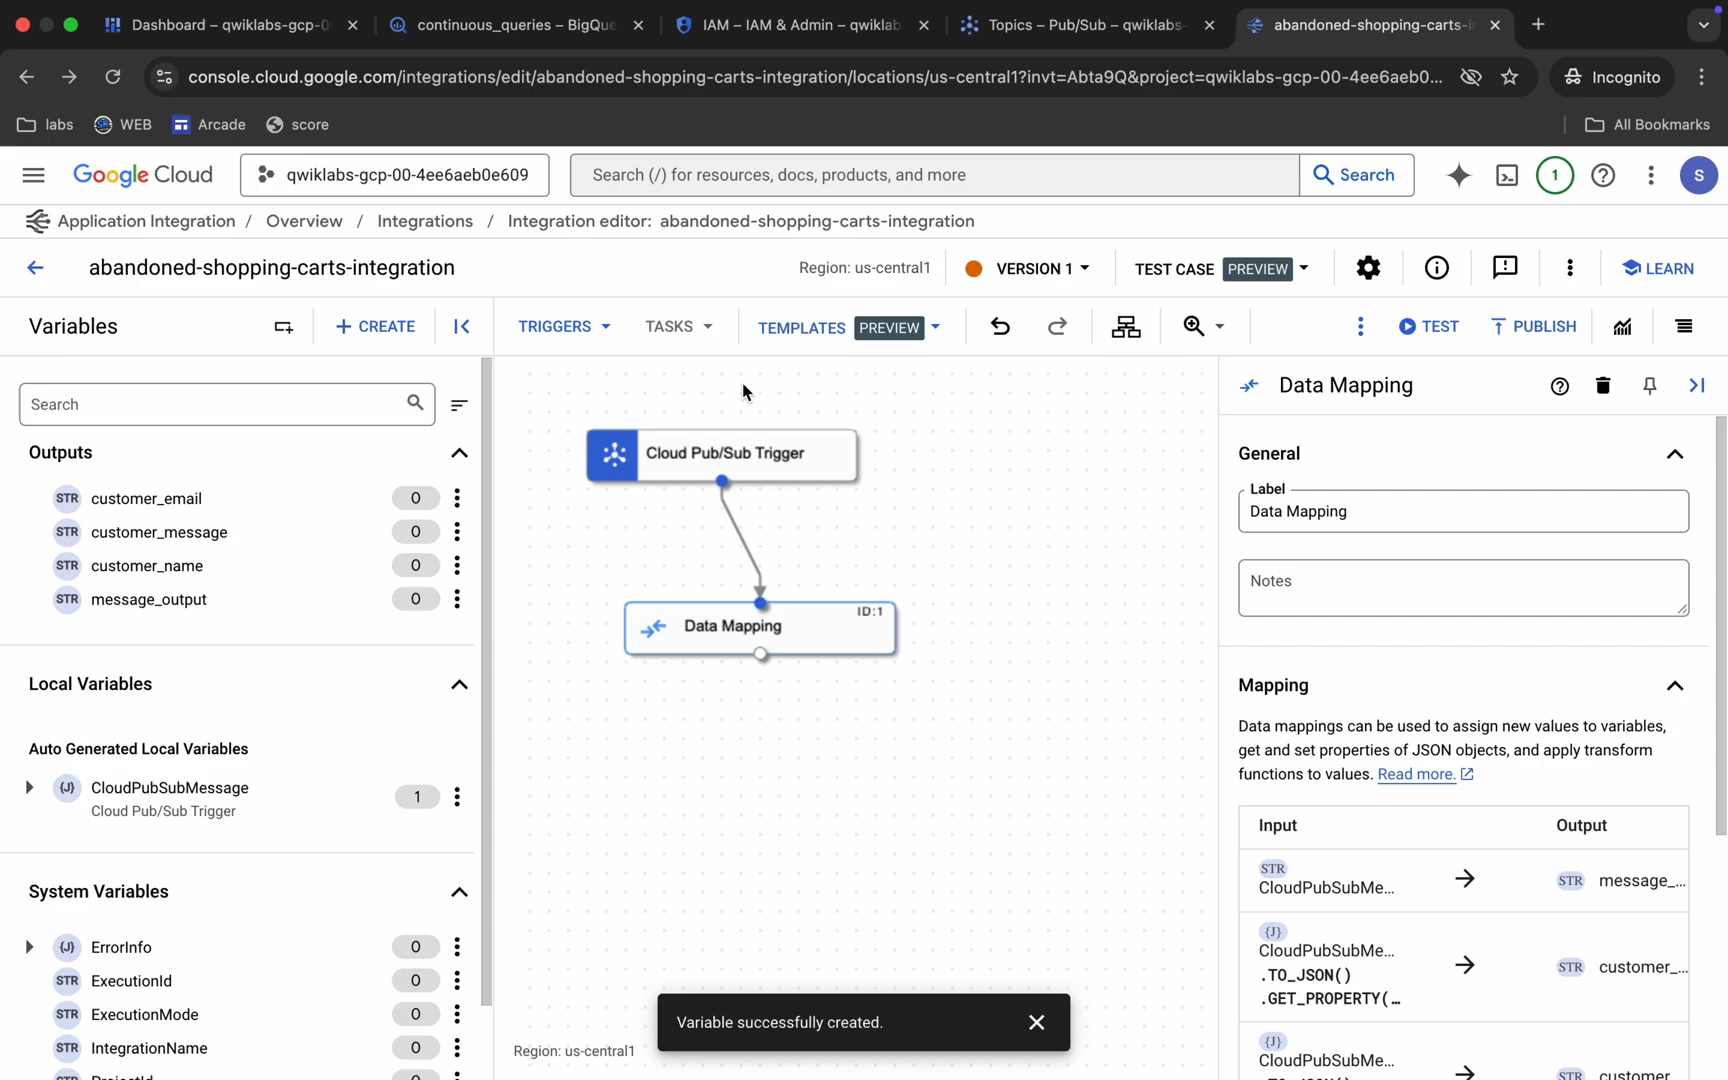 Dashboard – qwiklabs-gcp-0
continuous_queries – BigQue
IAM – IAM & Admin – qwiklab
Topics – Pub/Sub – qwiklabs-
abandoned-shopping-carts-i
console.cloud.google.com/integrations/edit/abandoned-shopping-carts-integration/locations/us-central1?invt=Abta9Q&project=qwiklabs-gcp-00-4ee6aeb0...
Incognito
labs
WEB
Arcade
score
All Bookmarks
Google Cloud
qwiklabs-gcp-00-4ee6aeb0e609
Search (/) for resources, docs, products, and more
Search
1
S
Application Integration / Overview / Integrations / Integration editor: abandoned-shopping-carts-integration
abandoned-shopping-carts-integration
Region: us-central1
VERSION 1
TEST CASE PREVIEW
LEARN
Variables
+ CREATE
TRIGGERS
TASKS
TEMPLATES PREVIEW
TEST
PUBLISH
Search
Outputs
STR customer_email 0
STR customer_message 0
STR customer_name 0
STR message_output 0
Local Variables
Auto Generated Local Variables
{J} CloudPubSubMessage 1
Cloud Pub/Sub Trigger
System Variables
{J} ErrorInfo 0
STR ExecutionId 0
STR ExecutionMode 0
STR IntegrationName 0
STR ProjectId 0
Cloud Pub/Sub Trigger
ID:1
Data Mapping
Region: us-central1
Variable successfully created.
Data Mapping
General
Label
Data Mapping
Notes
Mapping
Data mappings can be used to assign new values to variables,
get and set properties of JSON objects, and apply transform
functions to values. Read more.
Input Output
STR
CloudPubSubMe...
STR message_...
{J}
CloudPubSubMe...
.TO_JSON()
.GET_PROPERTY(…
STR customer_...
{J}
CloudPubSubMe...
.TO_JSON()
STR customer